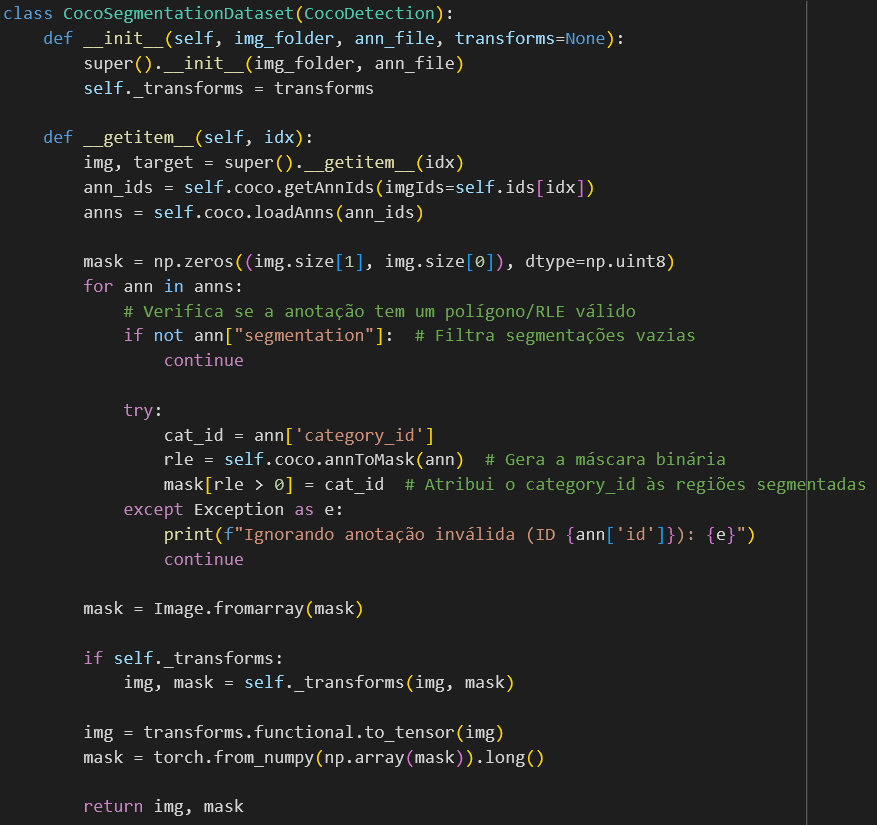 class CocoSegmentationDataset(CocoDetection):
    def __init__(self, img_folder, ann_file, transforms=None):
        super().__init__(img_folder, ann_file)
        self._transforms = transforms

    def __getitem__(self, idx):
        img, target = super().__getitem__(idx)
        ann_ids = self.coco.getAnnIds(imgIds=self.ids[idx])
        anns = self.coco.loadAnns(ann_ids)

        mask = np.zeros((img.size[1], img.size[0]), dtype=np.uint8)
        for ann in anns:
            # Verifica se a anotação tem um polígono/RLE válido
            if not ann["segmentation"]:  # Filtra segmentações vazias
                continue

            try:
                cat_id = ann['category_id']
                rle = self.coco.annToMask(ann)  # Gera a máscara binária
                mask[rle > 0] = cat_id  # Atribui o category_id às regiões segmentadas
            except Exception as e:
                print(f"Ignorando anotação inválida (ID {ann['id']}): {e}")
                continue

        mask = Image.fromarray(mask)

        if self._transforms:
            img, mask = self._transforms(img, mask)

        img = transforms.functional.to_tensor(img)
        mask = torch.from_numpy(np.array(mask)).long()

        return img, mask